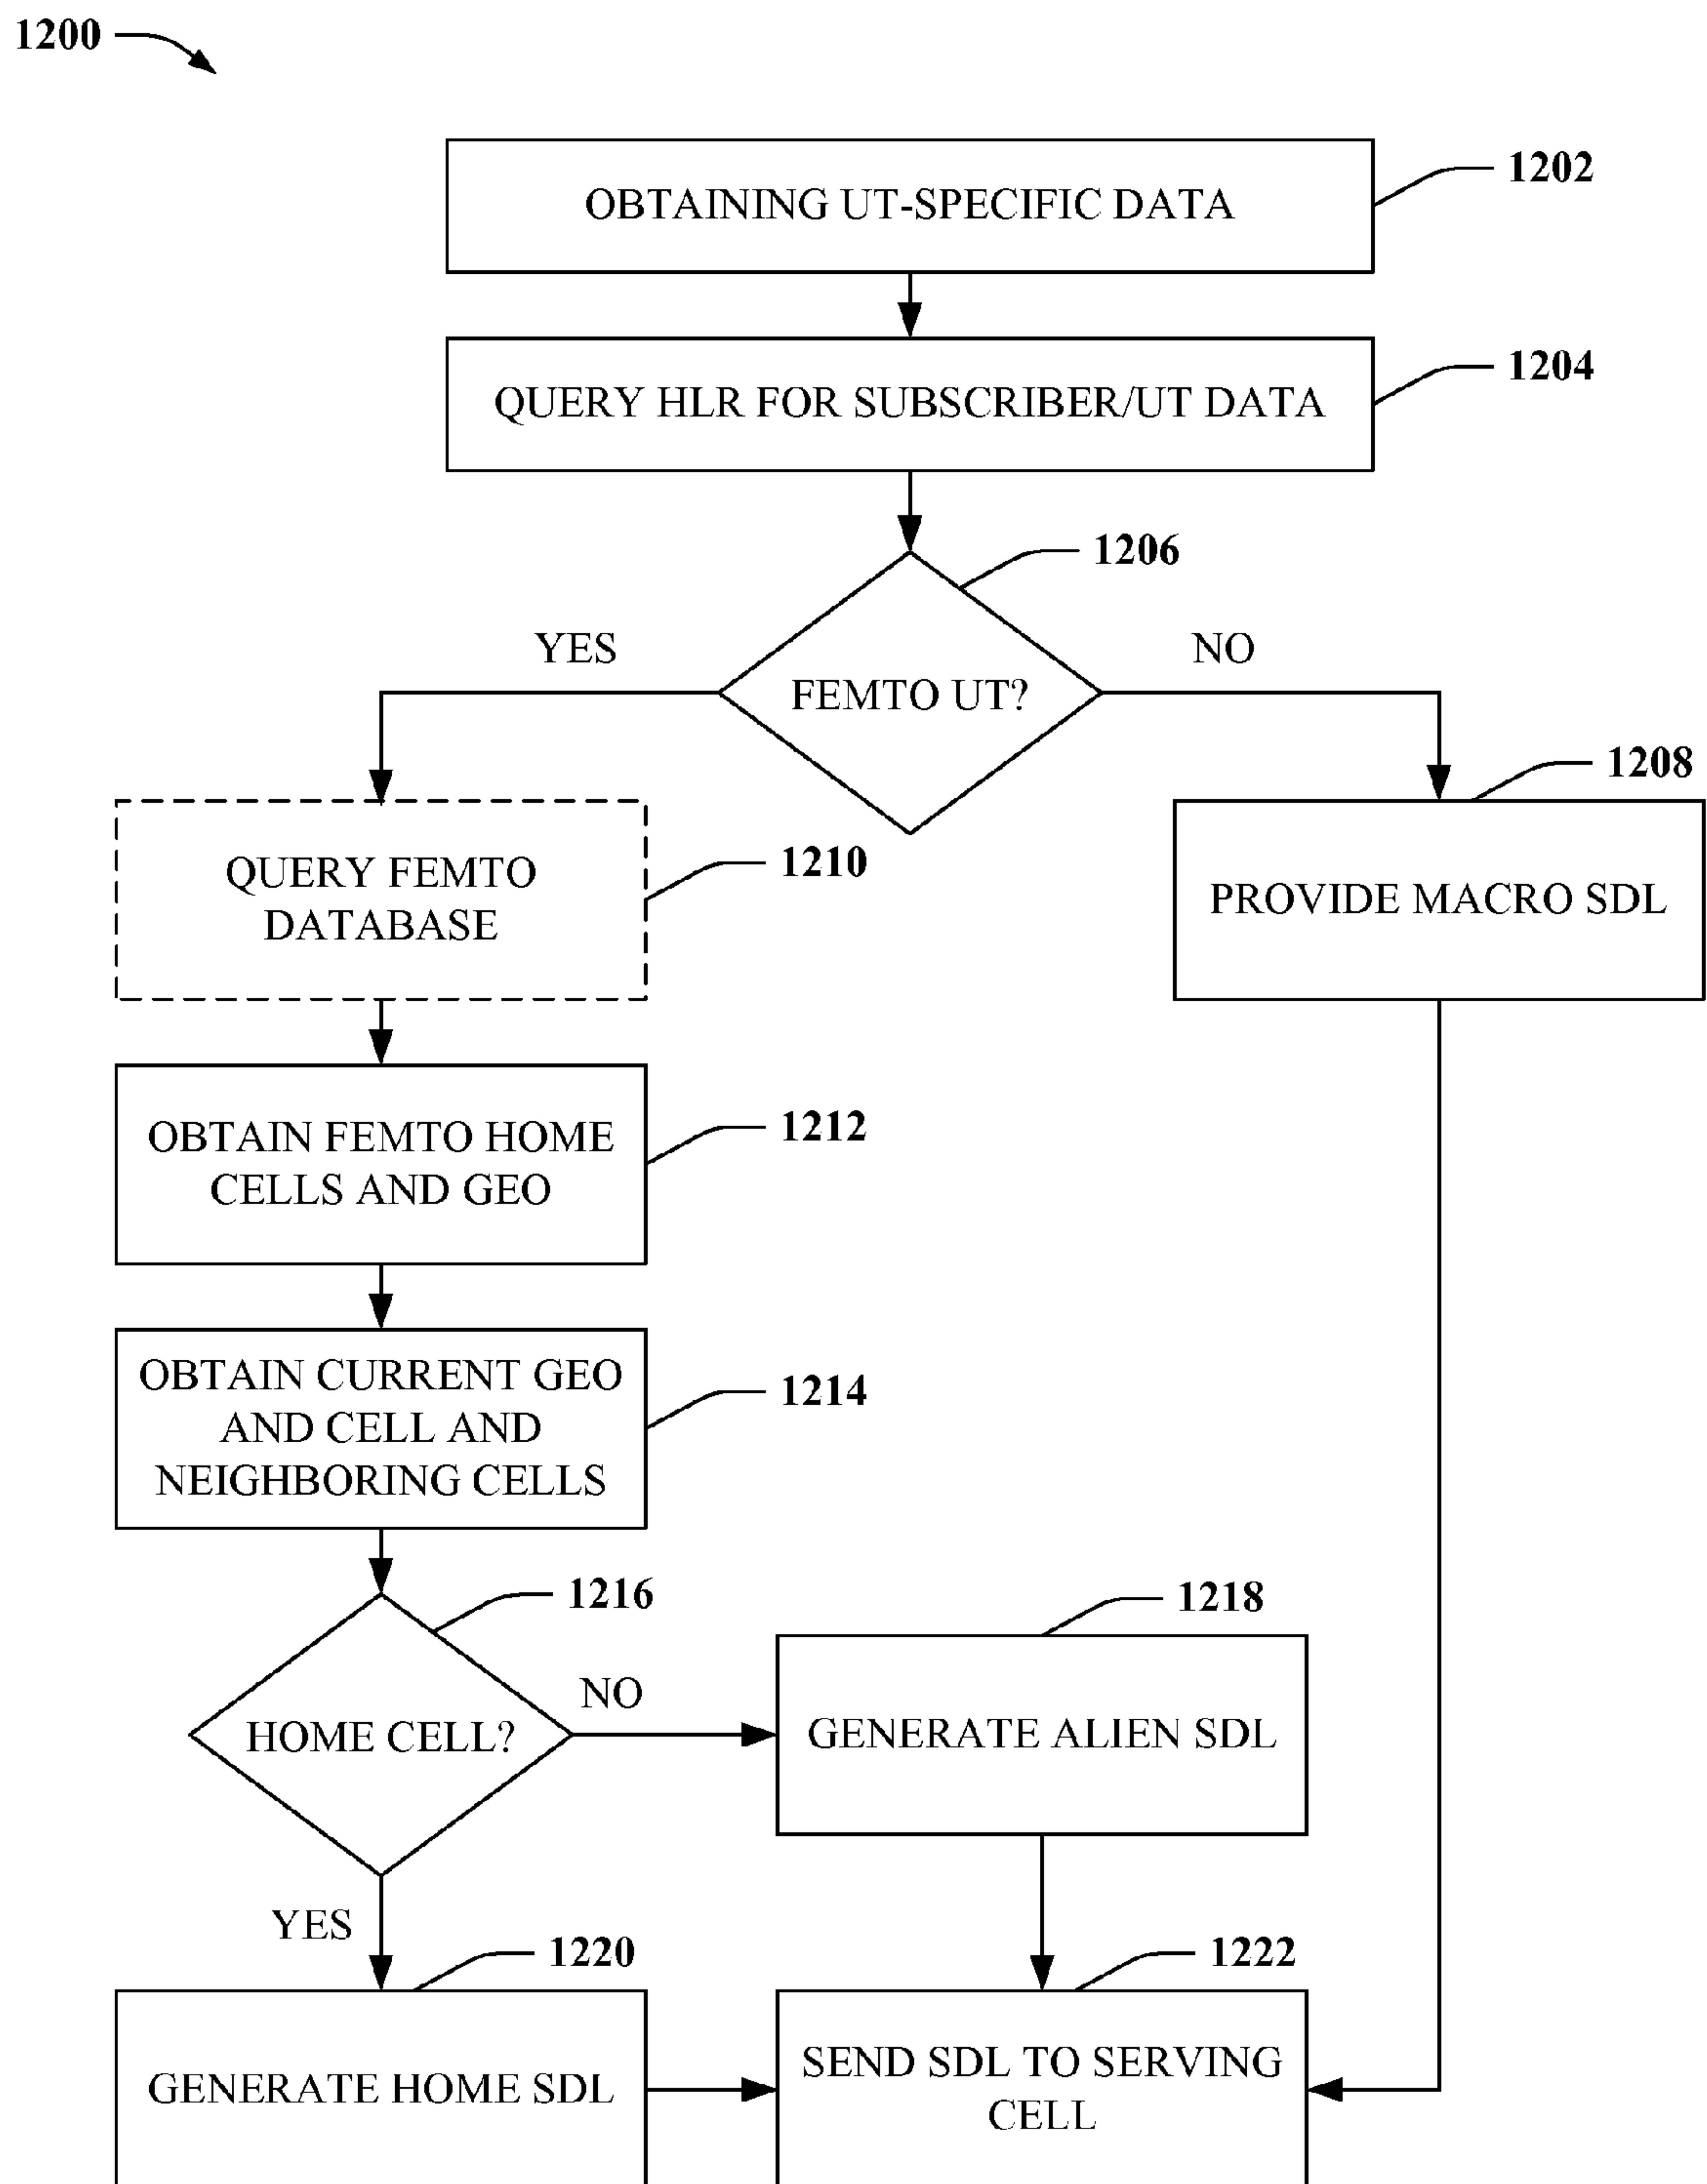 1200
OBTAINING UT-SPECIFIC DATA
1202
QUERY HLR FOR SUBSCRIBER/UT DATA
1204
1206
YES
NO
FEMTO UT?
1208
QUERY FEMTO
DATABASE
1210
PROVIDE MACRO SDL
OBTAIN FEMTO HOME
CELLS AND GEO
1212
OBTAIN CURRENT GEO
AND CELL AND
NEIGHBORING CELLS
1214
1216
1218
NO
HOME CELL?
GENERATE ALIEN SDL
YES
1220
1222
GENERATE HOME SDL
SEND SDL TO SERVING
CELL